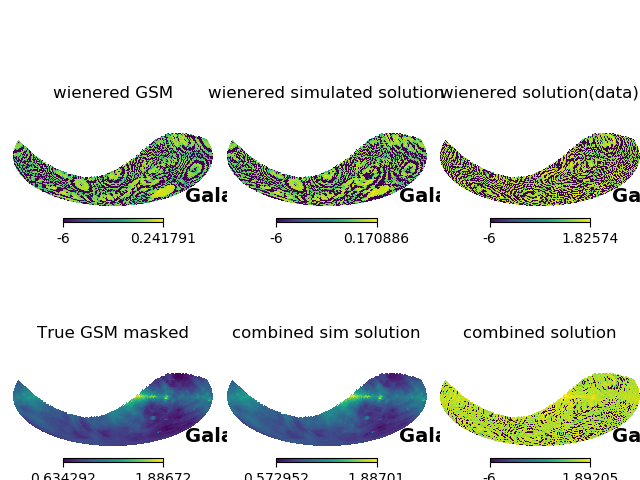 wienered GSM
wienered simulated solution
wienered solution(data)
Gala
Gala
Ga
-6 0.241791
-6 0.170886
-6 1.82574
True GSM masked
combined sim solution
combined solution
Gala
Gala
Ga
0.634292 1.88672
0.572952 1.88701
-6 1.89205